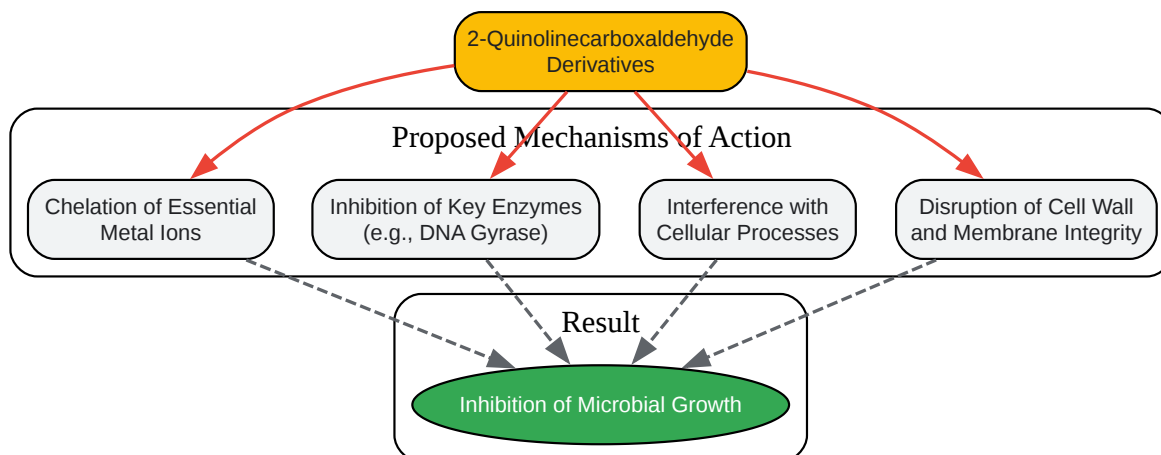 2-Quinolinecarboxaldehyde
Derivatives
Proposed Mechanisms of Action
Chelation of Essential
Metal Ions
Inhibition of Key Enzymes
(e.g., DNA Gyrase)
Interference with
Cellular Processes
Disruption of Cell Wall
and Membrane Integrity
Result
Inhibition of Microbial Growth